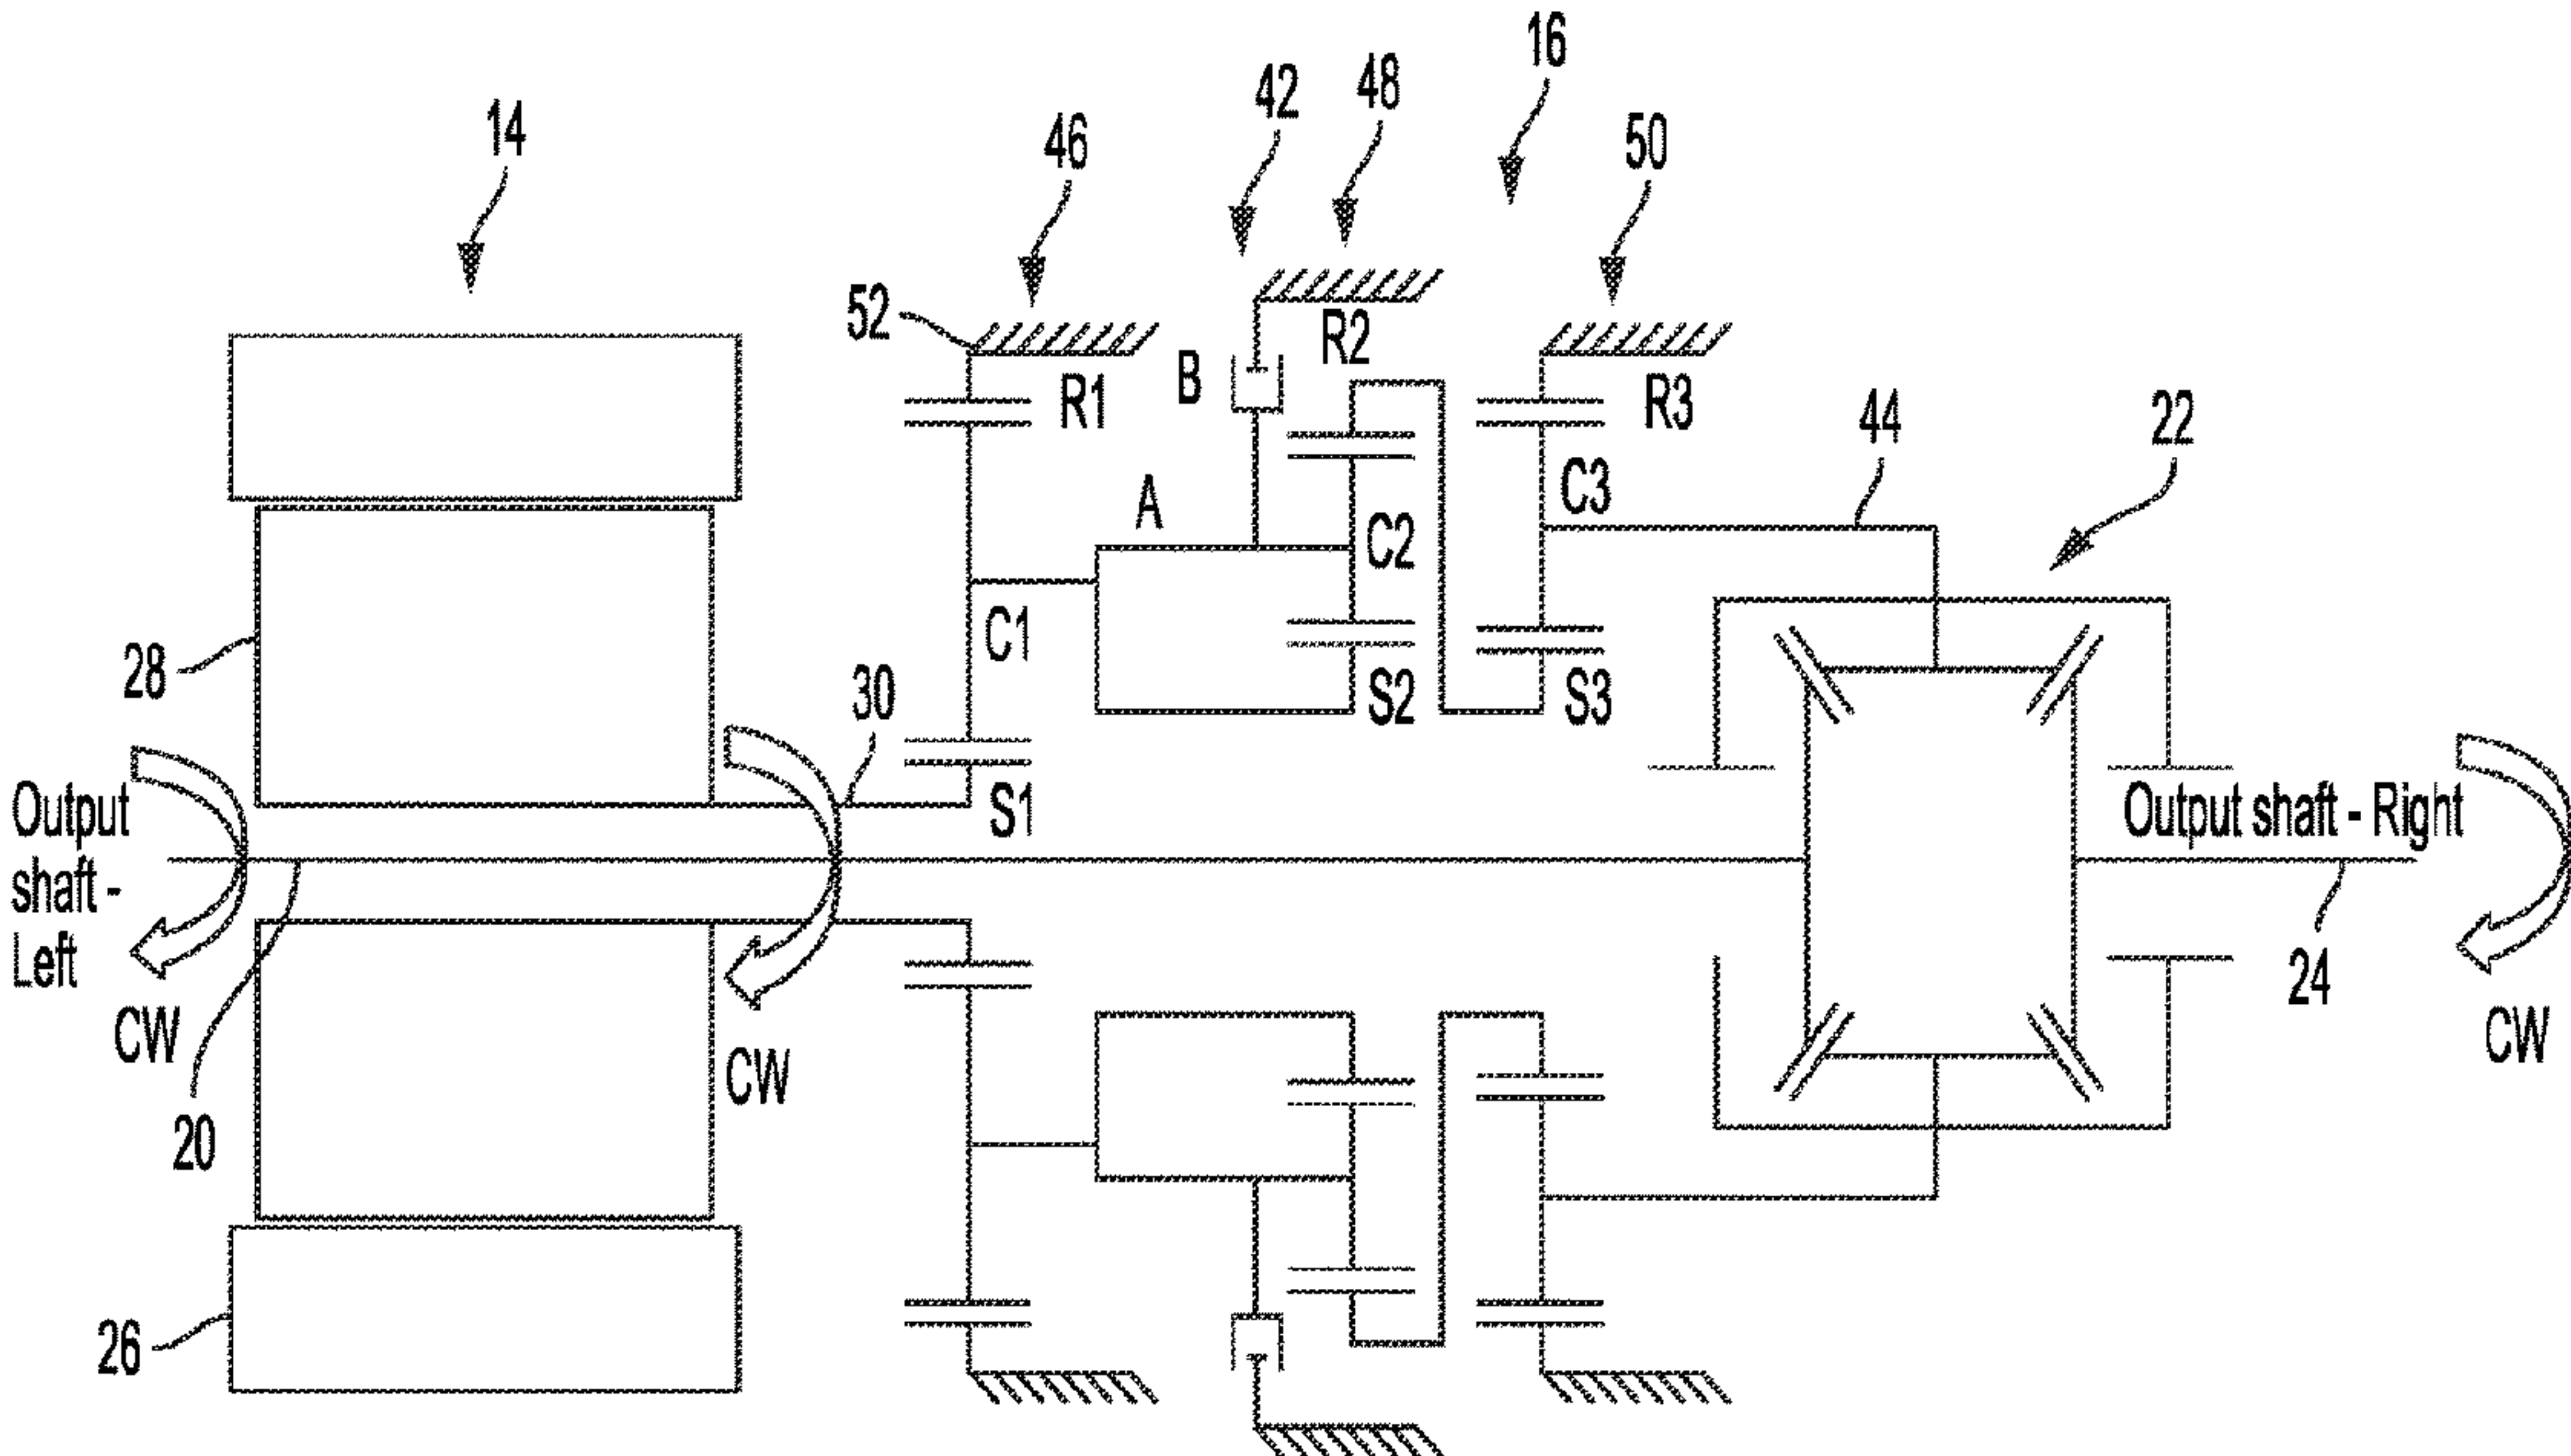 16
42
48
14
46
50
52
R2
B
R1
R3
44
22
A
C3
C2
C1
28
30
S2
S3
Output
shaft -
Left
S1
Output shaft - Right
24
CW
CW
CW
20
26